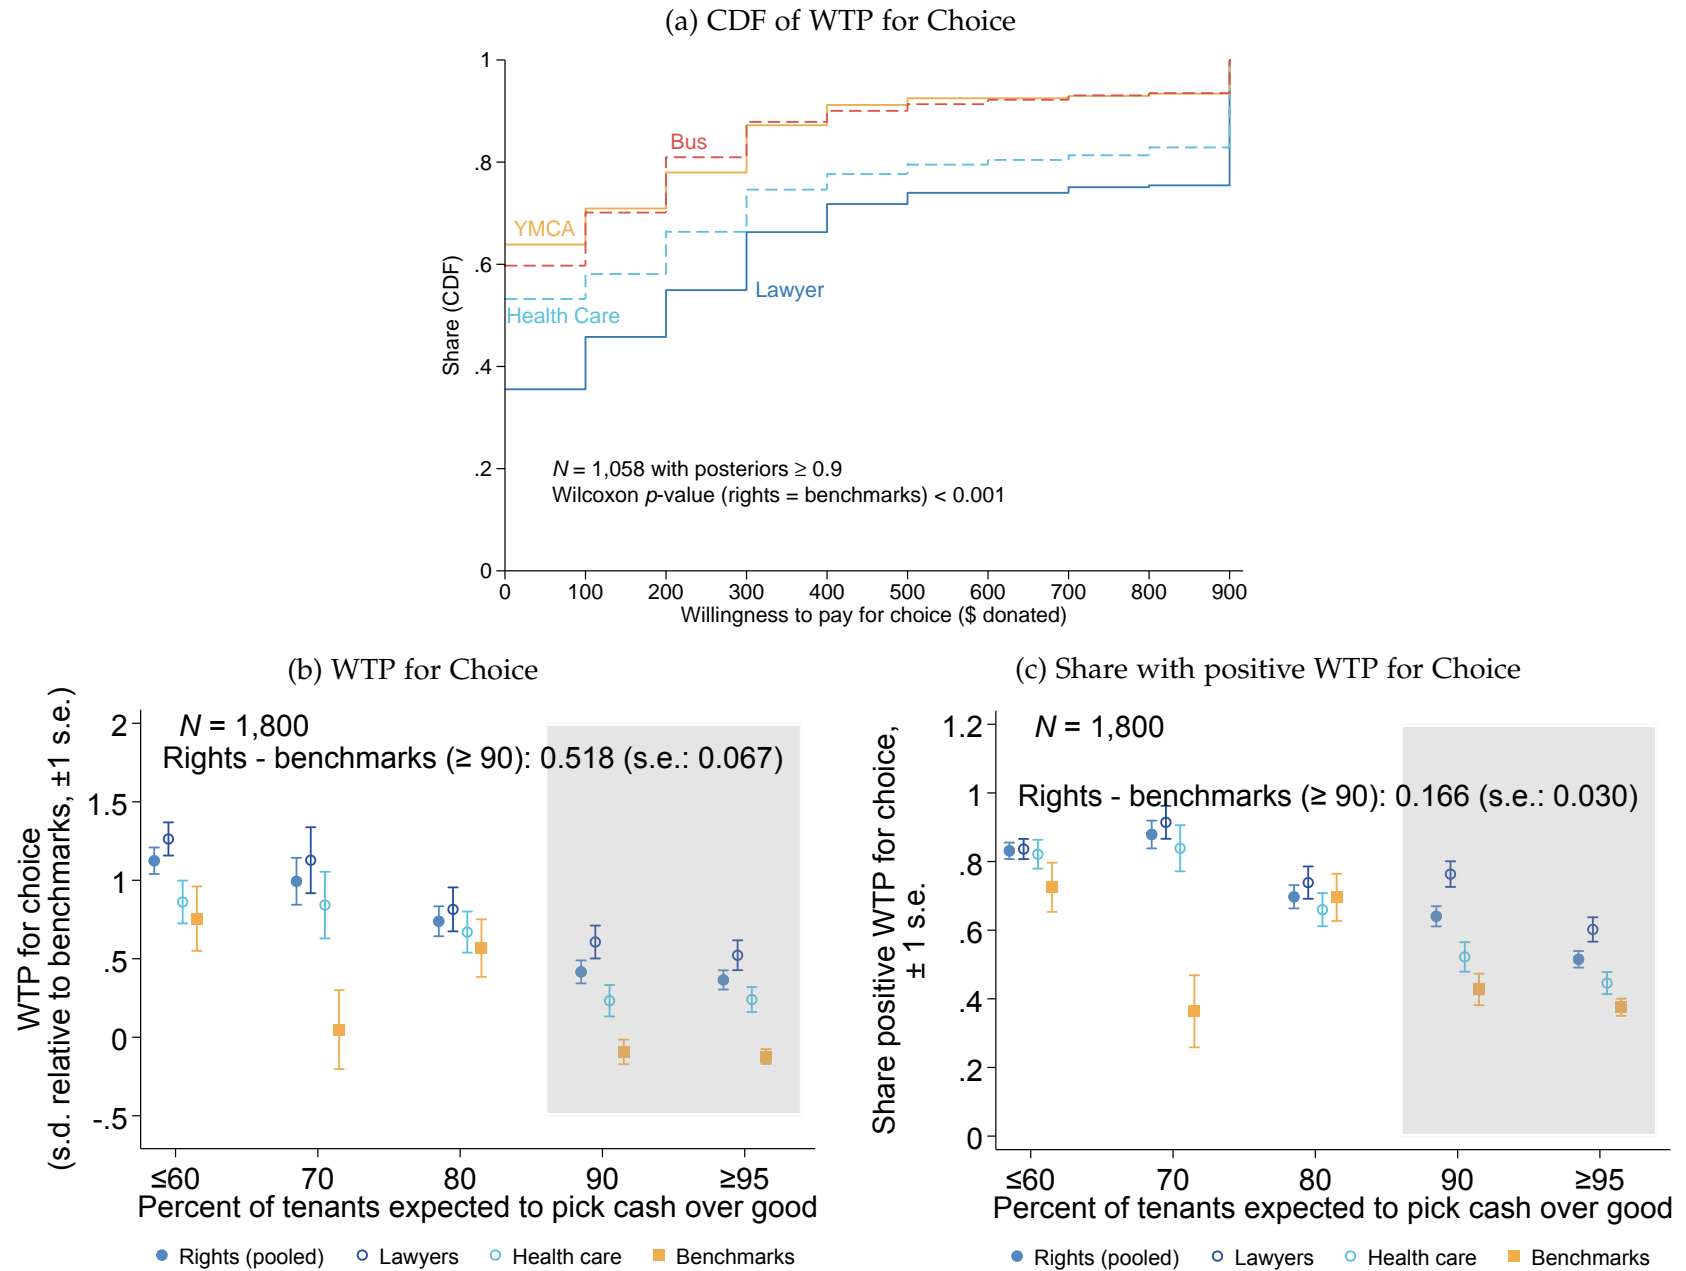 (a) CDF of WTP for Choice
Share (CDF)
1
.8
.6
.4
.2
0
Bus
YMCA
Health Care
Lawyer
N = 1,058 with posteriors ≥ 0.9
Wilcoxon p-value (rights = benchmarks) < 0.001
0 100 200 300 400 500 600 700 800 900
Willingness to pay for choice ($ donated)
(b) WTP for Choice
WTP for choice
(s.d. relative to benchmarks, ±1 s.e.)
2
1.5
1
.5
0
-.5
N = 1,800
Rights - benchmarks (≥ 90): 0.518 (s.e.: 0.067)
≤60 70 80 90 ≥95
Percent of tenants expected to pick cash over good
Rights (pooled) Lawyers Health care Benchmarks
(c) Share with positive WTP for Choice
Share positive WTP for choice,
± 1 s.e.
1.2
1
.8
.6
.4
.2
0
N = 1,800
Rights - benchmarks (≥ 90): 0.166 (s.e.: 0.030)
≤60 70 80 90 ≥95
Percent of tenants expected to pick cash over good
Rights (pooled) Lawyers Health care Benchmarks